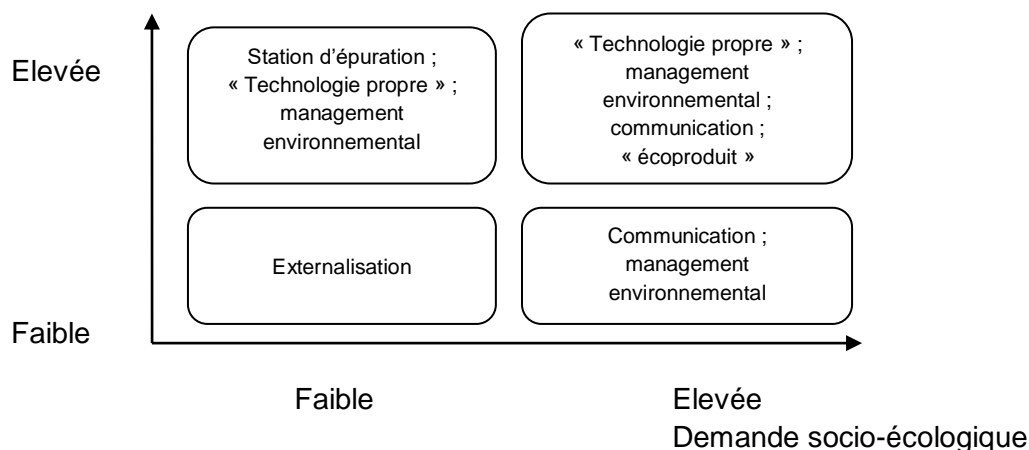 Elevée
Station d’épuration ;
« Technologie propre » ;
management
environnemental
« Technologie propre » ;
management
environnemental ;
communication ;
« écoproduit »
Externalisation
Communication ;
management
environnemental
Faible
Faible
Elevée
Demande socio-écologique